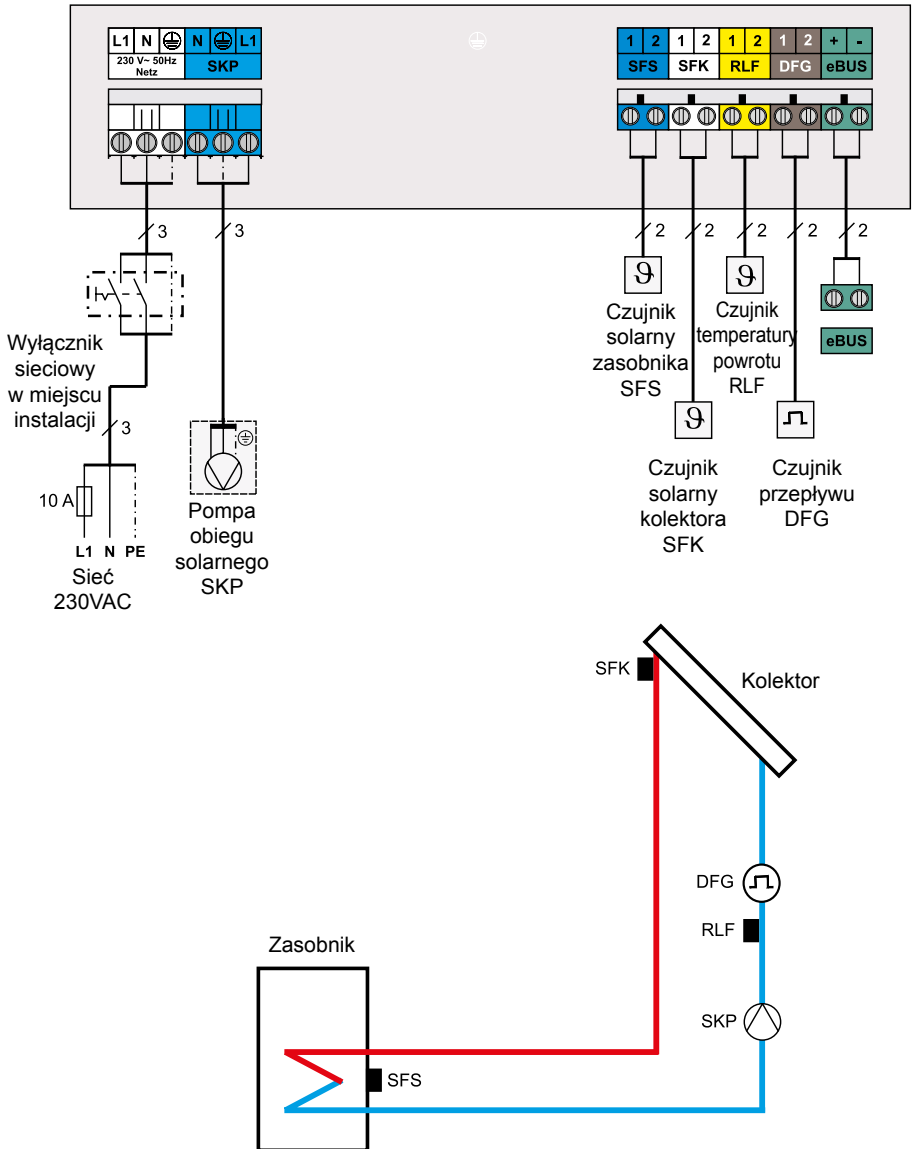 L1 N N L1
230 V~ 50Hz
Netz
SKP
1 2 1 2 1 2 1 2 + -
SFS SFK RLF DFG eBUS
3
3
2
2
2
2
2
ϑ
ϑ
Wyłącznik
sieciowy
w miejscu
instalacji
3
10 A
L1 N PE
Sieć
230VAC
Pompa
obiegu
solarnego
SKP
Czujnik
solarny
zasobnika
SFS
Czujnik
temperatury
powrotu
RLF
eBUS
ϑ
Czujnik
solarny
kolektora
SFK
Czujnik
przepływu
DFG
SFK
Kolektor
DFG
RLF
Zasobnik
SKP
SFS